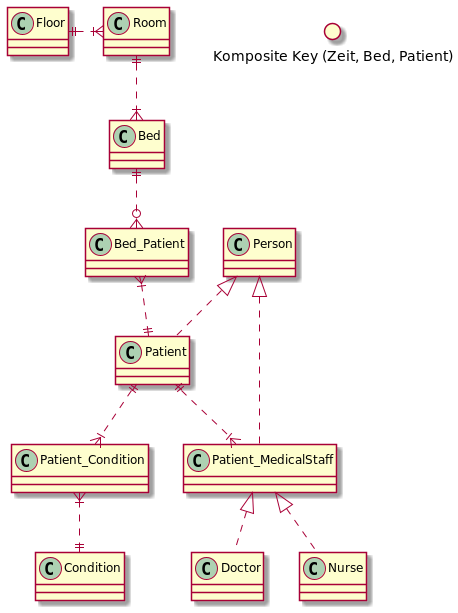 C Floor
C Room
Komposite Key (Zeit, Bed, Patient)
C Bed
C Bed_Patient
C Person
C Patient
C Patient_Condition
C Patient_MedicalStaff
C Condition
C Doctor
C Nurse